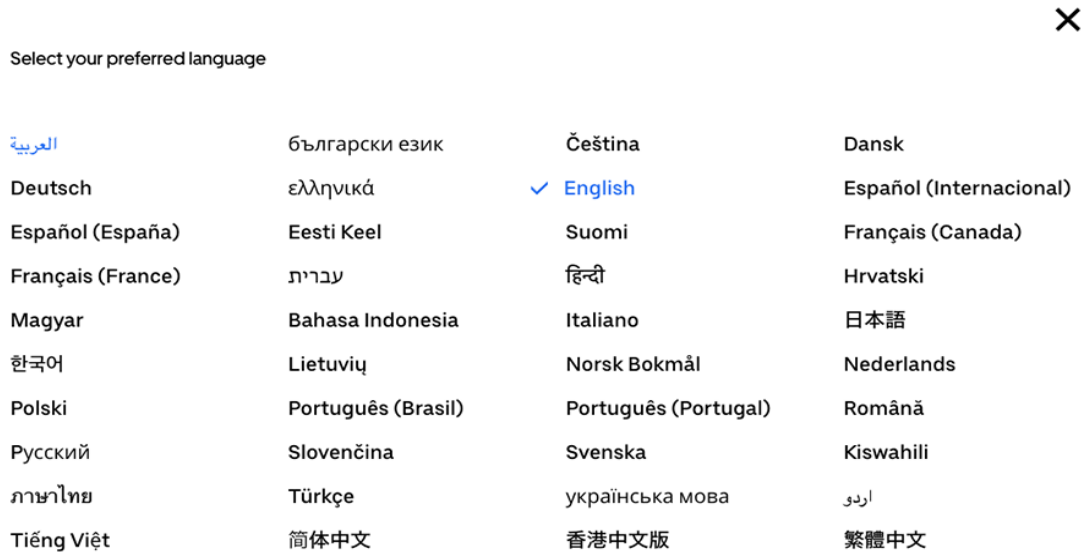 Select your preferred language
العربية
български език
Čeština
Dansk
Deutsch
ελληνικά
English
Español (Internacional)
Español (España)
Eesti Keel
Suomi
Français (Canada)
Français (France)
עברית
हिन्दी
Hrvatski
Magyar
Bahasa Indonesia
Italiano
日本語
한국어
Lietuvių
Norsk Bokmål
Nederlands
Polski
Português (Brasil)
Português (Portugal)
Română
Русский
Slovenčina
Svenska
Kiswahili
ภาษาไทย
Türkçe
українська мова
اردو
Tiếng Việt
简体中文
香港中文版
繁體中文